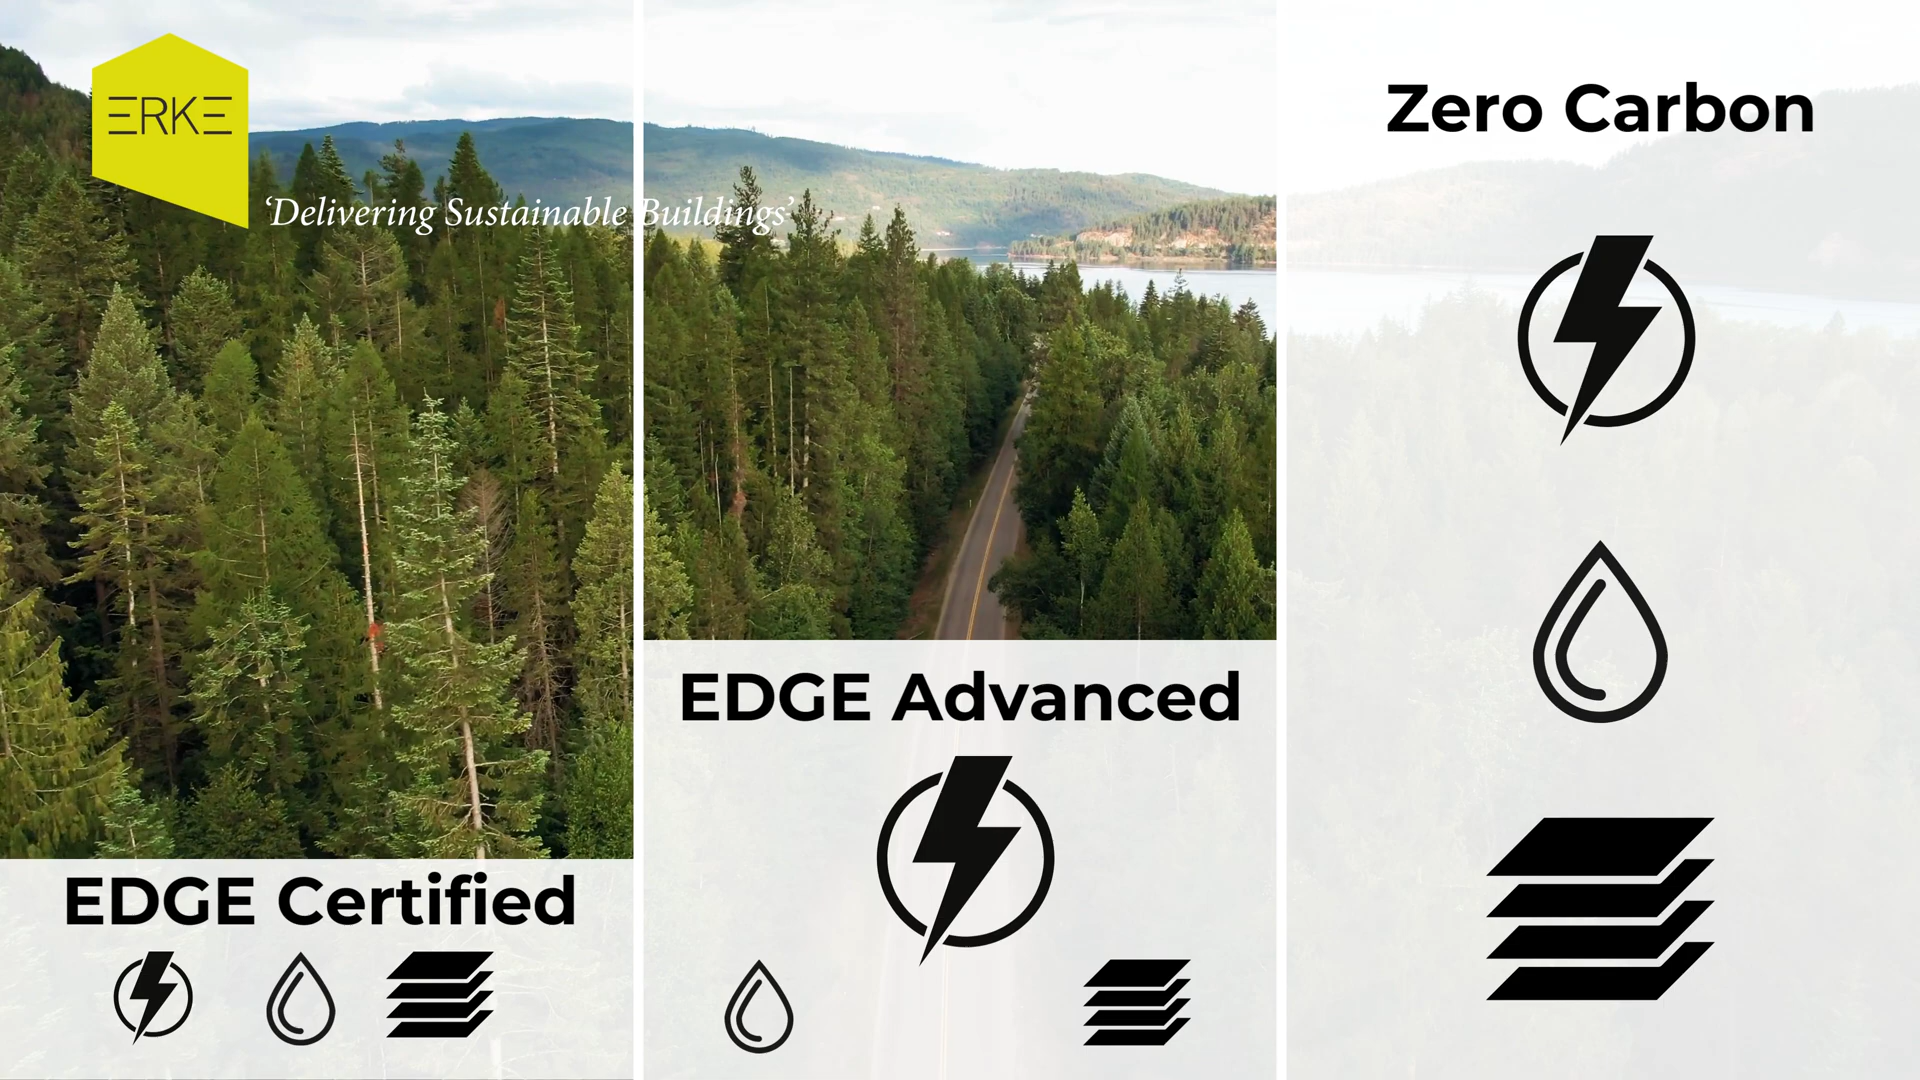 ERKE
'Delivering Sustainable Buildings'
Zero Carbon
EDGE Advanced
EDGE Certified